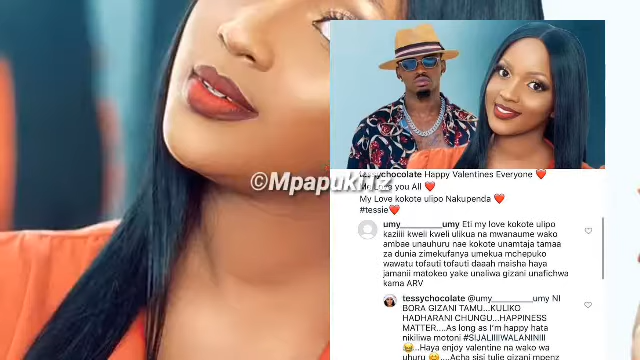 ©MpapukiTz
tessychocolate Happy Valentines Everyone ❤
Me Love you All ❤
My Love kokote ulipo Nakupenda ❤
#tessie❤
umy_________umy Eti my love kokote ulipo
kaziiii kweli kweli ulikua na mwanaume wako
ambae unauhuru nae kokote unamtaja tamaa
za dunia zimekufanya umekua mchepuko
wawatu tofauti tofauti daaah maisha haya
jamanii matokeo yake unaliwa gizani unafichwa
kama ARV
tessychocolate @umy_________umy NI
BORA GIZANI TAMU...KULIKO
HADHARANI CHUNGU...HAPPINESS
MATTER....As long as I'm happy hata
nikiliwa motoni #SIJALIIIIWALANINIII
😂..Haya enjoy valentine na wako wa
uhuru 😊....Acha sisi tulie gizani mpenz